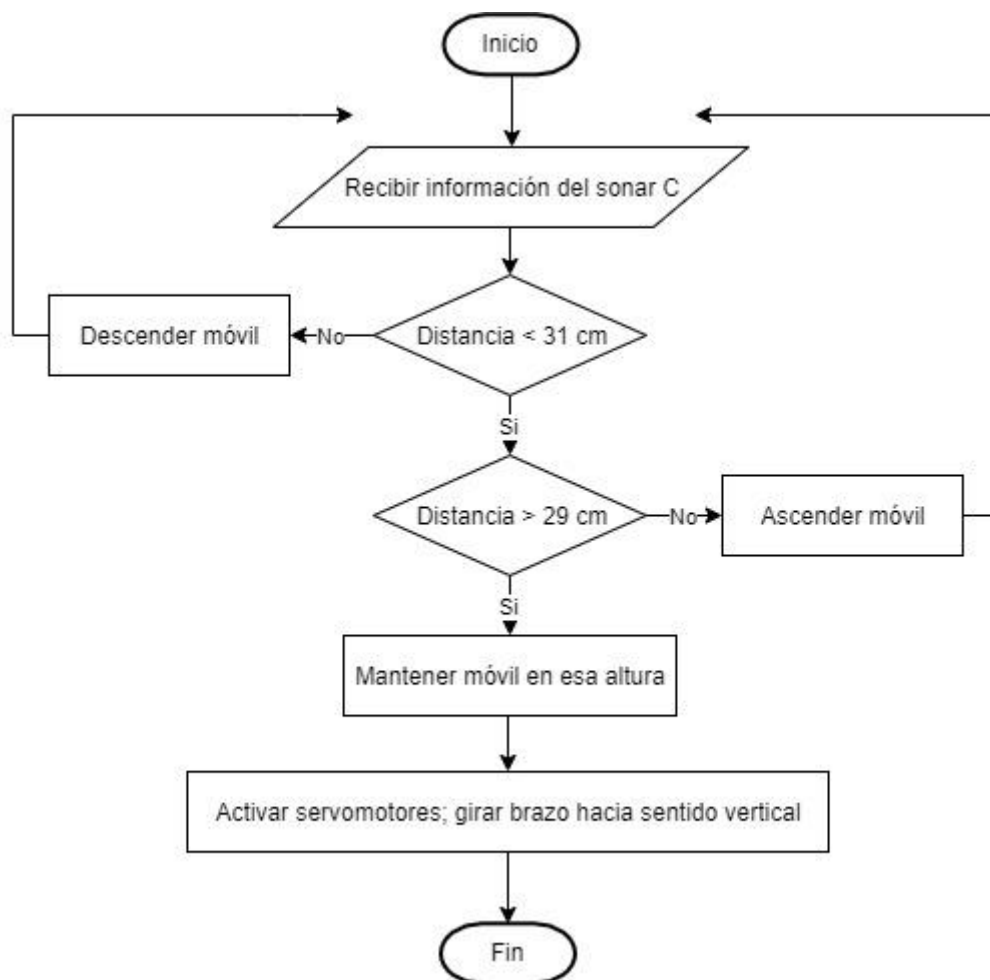 Inicio
Recibir información del sonar C
Distancia < 31 cm
No
Descender móvil
Si
Distancia > 29 cm
No
Ascender móvil
Si
Mantener móvil en esa altura
Activar servomotores; girar brazo hacia sentido vertical
Fin